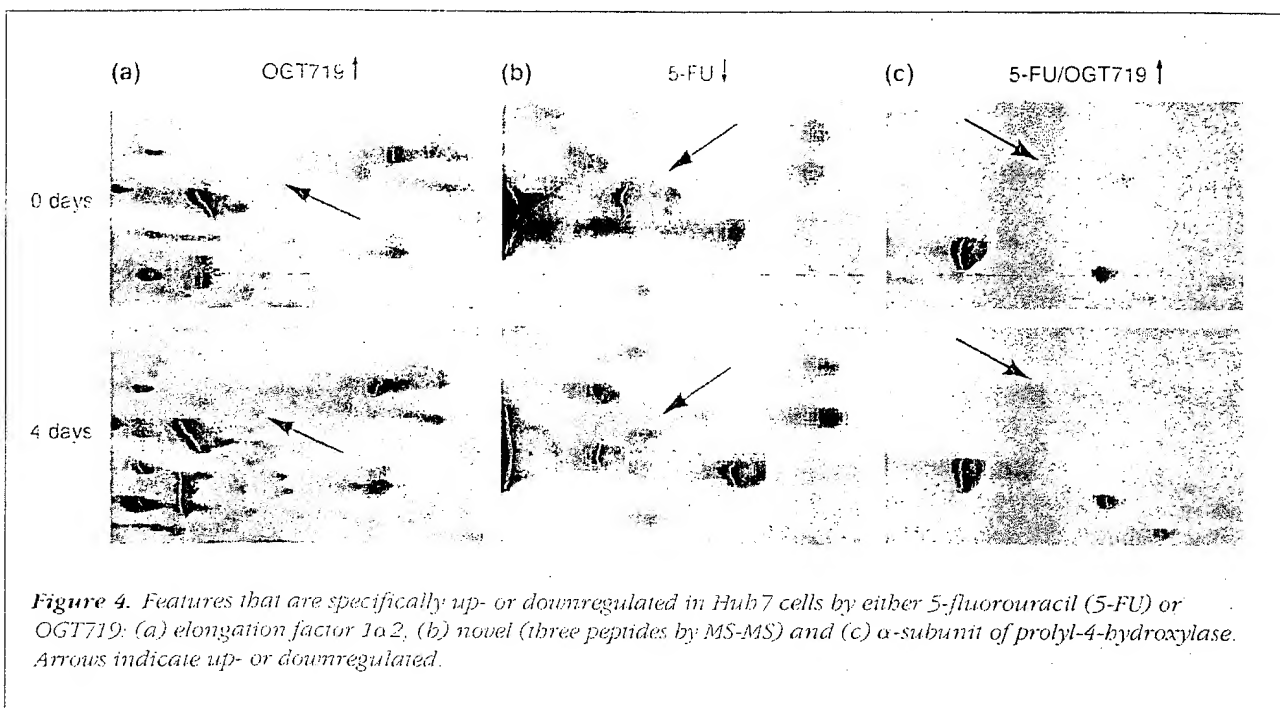 (a) OGT719 ↑ (b) 5-FU ↓ (c) 5-FU/OGT719 ↑
0 days
4 days
Figure 4. Features that are specifically up- or downregulated in Huh7 cells by either 5-fluorouracil (5-FU) or
OGT719: (a) elongation factor 1α2, (b) novel (three peptides by MS-MS) and (c) α-subunit of prolyl-4-hydroxylase.
Arrows indicate up- or downregulated.